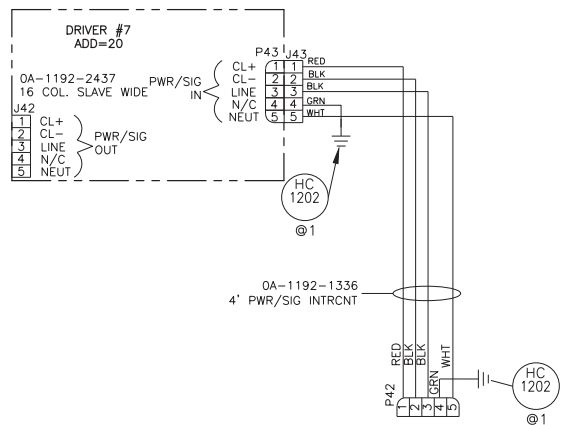 DRIVER #7
ADD=20
P43 J43
CL+ 1 1 RED
CL- 2 2 BLK
LINE 3 3 BLK
N/C 4 4 GRN
NEUT 5 5 WHT
PWR/SIG
IN
0A-1192-2437
16 COL. SLAVE WIDE
J42
1 CL+
2 CL-
3 LINE
4 N/C
5 NEUT
PWR/SIG
OUT
HC
1202
@1
0A-1192-1336
4' PWR/SIG INTRCNT
RED
BLK
BLK
GRN
WHT
P42
1 2 3 4 5
HC
1202
@1